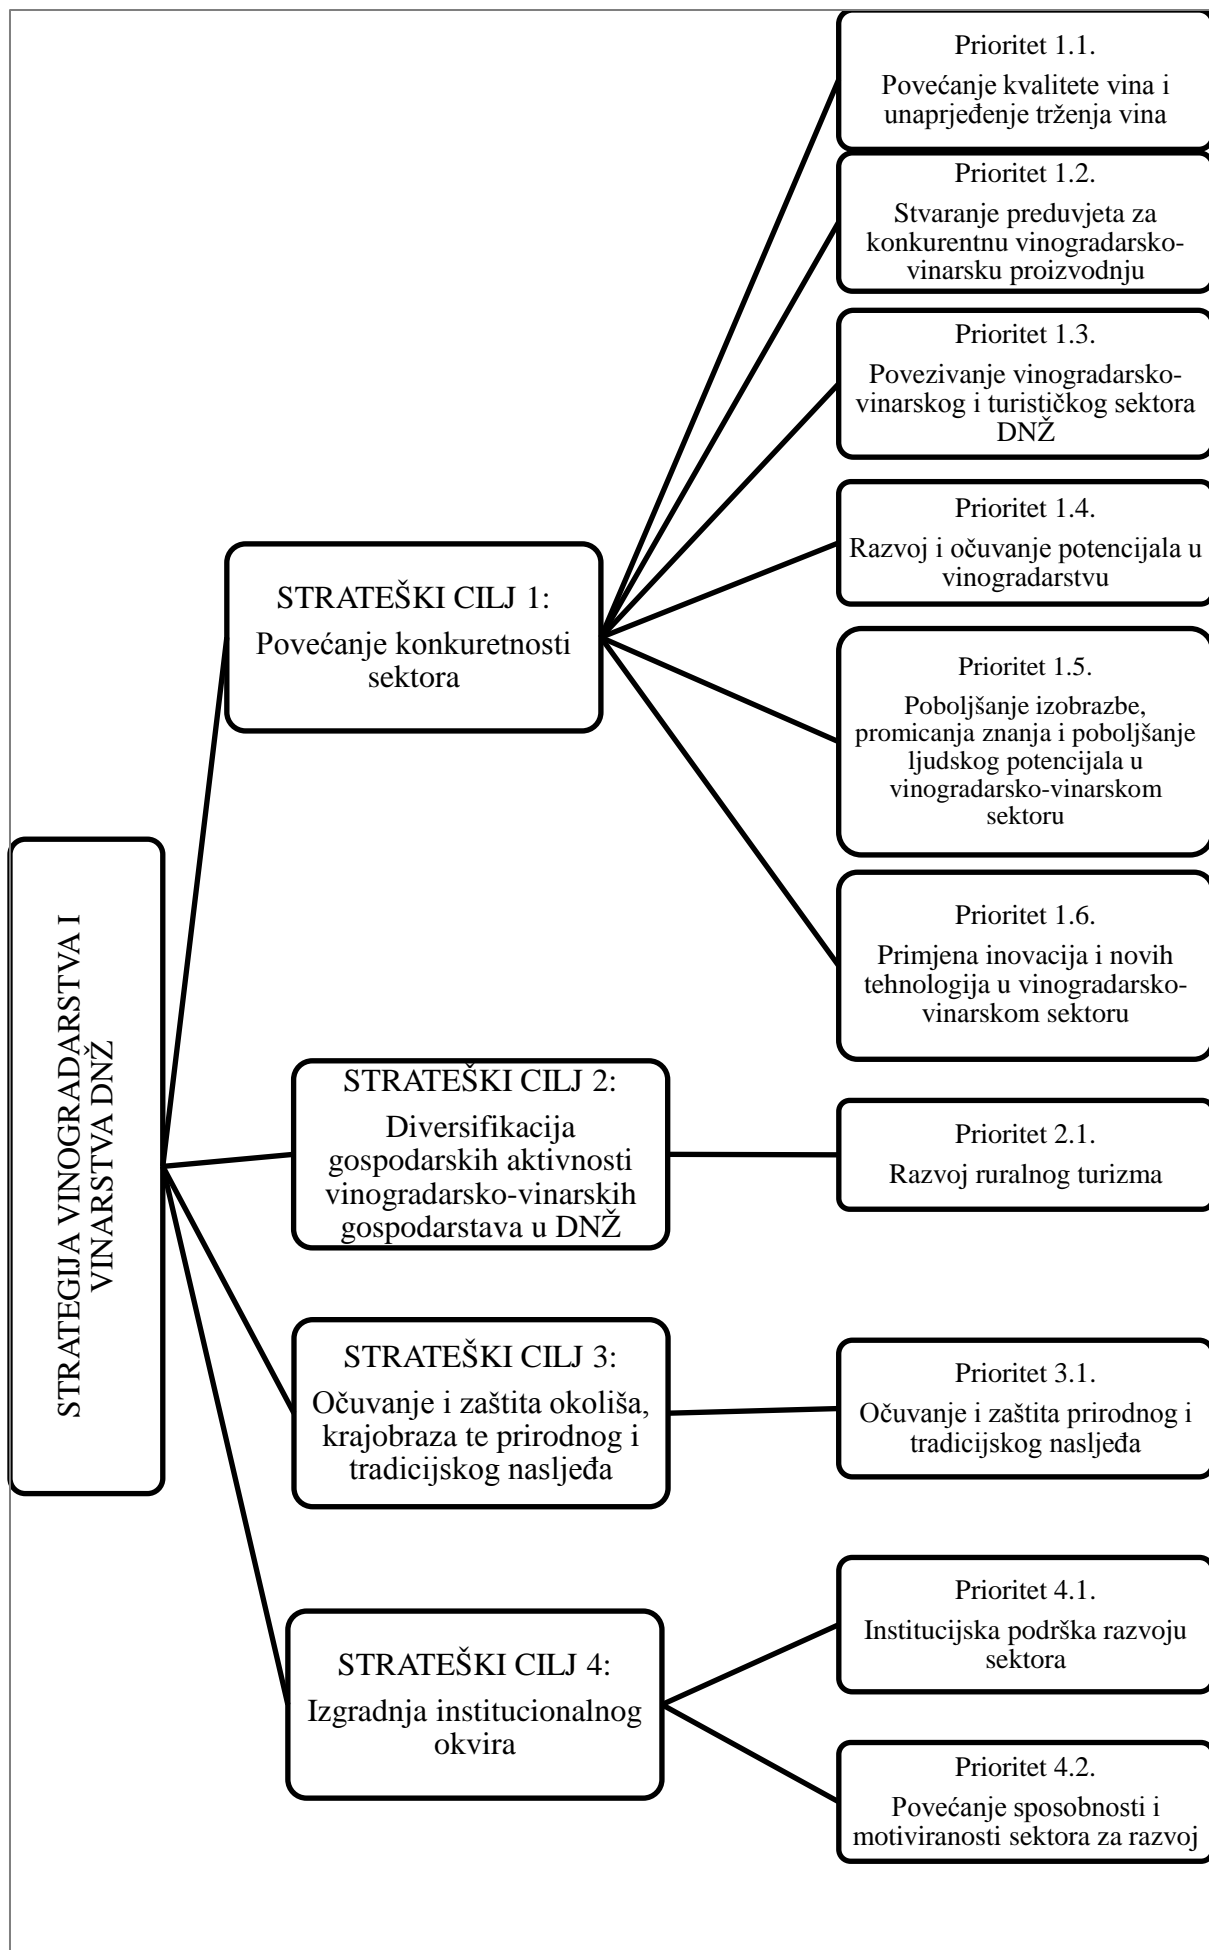 STRATEGIJA VINOGRADARSTVA I
VINARSTVA DNŽ
STRATEŠKI CILJ 1:
Povećanje konkuretnosti
sektora
Prioritet 1.1.
Povećanje kvalitete vina i
unaprjeđenje trženja vina
Prioritet 1.2.
Stvaranje preduvjeta za
konkurentnu vinogradarsko-
vinarsku proizvodnju
Prioritet 1.3.
Povezivanje vinogradarsko-
vinarskog i turističkog sektora
DNŽ
Prioritet 1.4.
Razvoj i očuvanje potencijala u
vinogradarstvu
Prioritet 1.5.
Poboljšanje izobrazbe,
promicanja znanja i poboljšanje
ljudskog potencijala u
vinogradarsko-vinarskom
sektoru
Prioritet 1.6.
Primjena inovacija i novih
tehnologija u vinogradarsko-
vinarskom sektoru
STRATEŠKI CILJ 2:
Diversifikacija
gospodarskih aktivnosti
vinogradarsko-vinarskih
gospodarstava u DNŽ
Prioritet 2.1.
Razvoj ruralnog turizma
STRATEŠKI CILJ 3:
Očuvanje i zaštita okoliša,
krajobraza te prirodnog i
tradicijskog nasljeđa
Prioritet 3.1.
Očuvanje i zaštita prirodnog i
tradicijskog nasljeđa
STRATEŠKI CILJ 4:
Izgradnja institucionalnog
okvira
Prioritet 4.1.
Institucijska podrška razvoju
sektora
Prioritet 4.2.
Povećanje sposobnosti i
motiviranosti sektora za razvoj